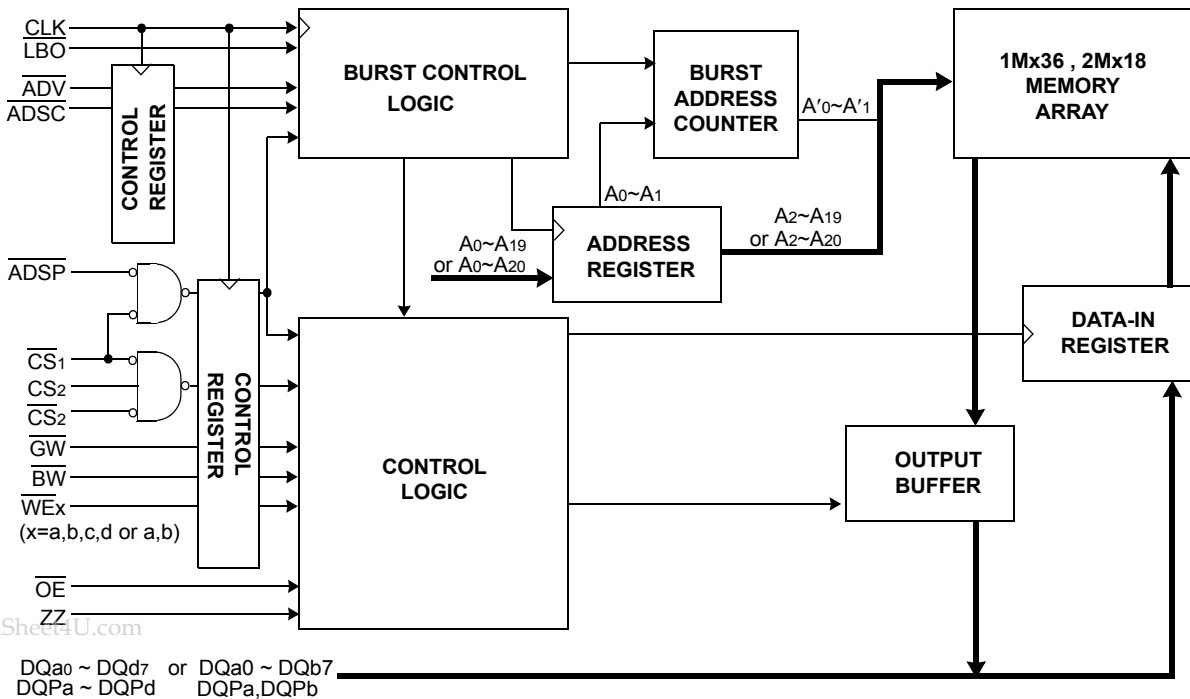 CLK
LBO
ADV
ADSC
CONTROL
REGISTER
BURST CONTROL
LOGIC
BURST
ADDRESS
COUNTER
A′0~A′1
1Mx36 , 2Mx18
MEMORY
ARRAY
A0~A1
A0~A19
or A0~A20
ADDRESS
REGISTER
A2~A19
or A2~A20
ADSP
CS1
CS2
CS2
GW
BW
WEx
(x=a,b,c,d or a,b)
OE
ZZ
CONTROL
REGISTER
CONTROL
LOGIC
DATA-IN
REGISTER
OUTPUT
BUFFER
Sheet4U.com
DQa0 ~ DQd7 or DQa0 ~ DQb7
DQPa ~ DQPd DQPa,DQPb